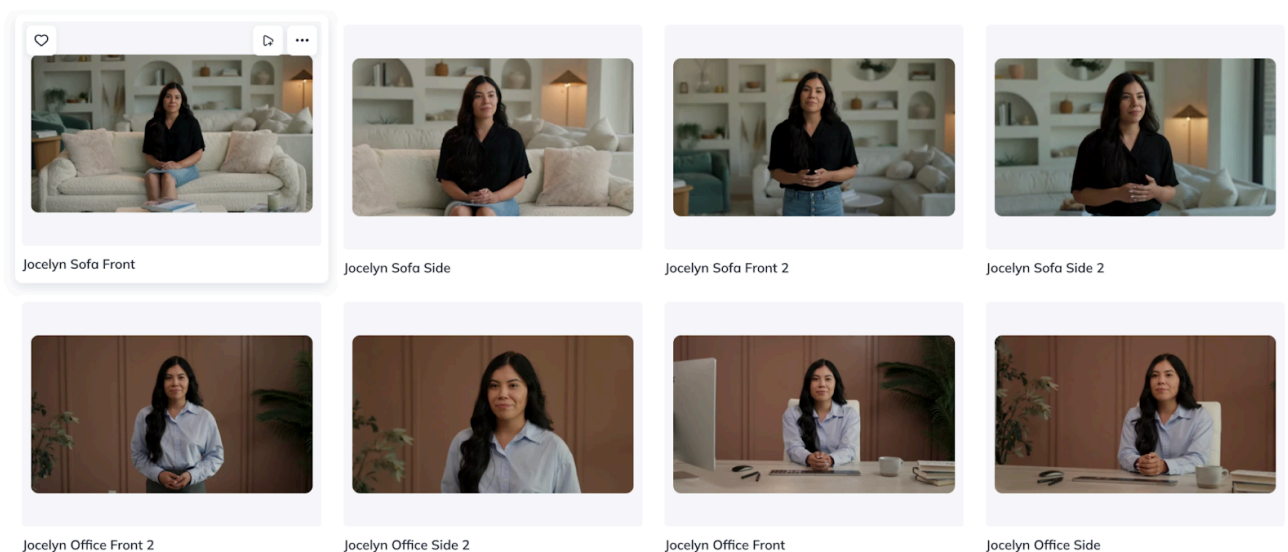 Jocelyn Sofa Front
Jocelyn Sofa Side
Jocelyn Sofa Front 2
Jocelyn Sofa Side 2
Jocelyn Office Front 2
Jocelyn Office Side 2
Jocelyn Office Front
Jocelyn Office Side